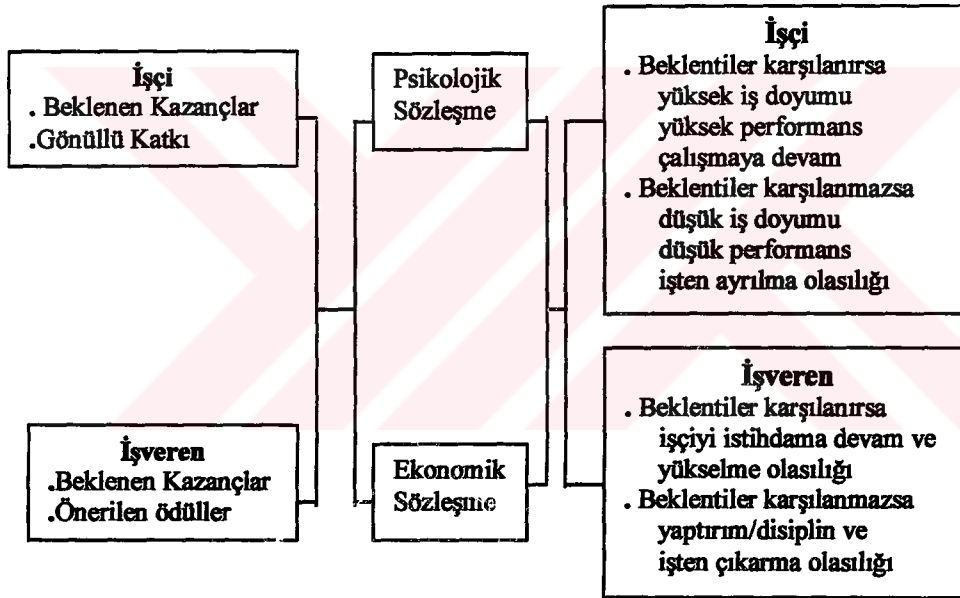 İşçi
. Beklenen Kazançlar
.Gönüllü Katkı
İşveren
.Beklenen Kazançlar
.Önerilen ödüller
Psikolojik
Sözleşme
Ekonomik
Sözleşme
İşçi
. Beklentiler karşılanırsa
yüksek iş doyumu
yüksek performans
çalışmaya devam
. Beklentiler karşılanmazsa
düşük iş doyumu
düşük performans
işten ayrılma olasılığı
İşveren
. Beklentiler karşılanırsa
işçiyi istihdama devam ve
yükselme olasılığı
. Beklentiler karşılanmazsa
yaptırım/disiplin ve
işten çıkarma olasılığı